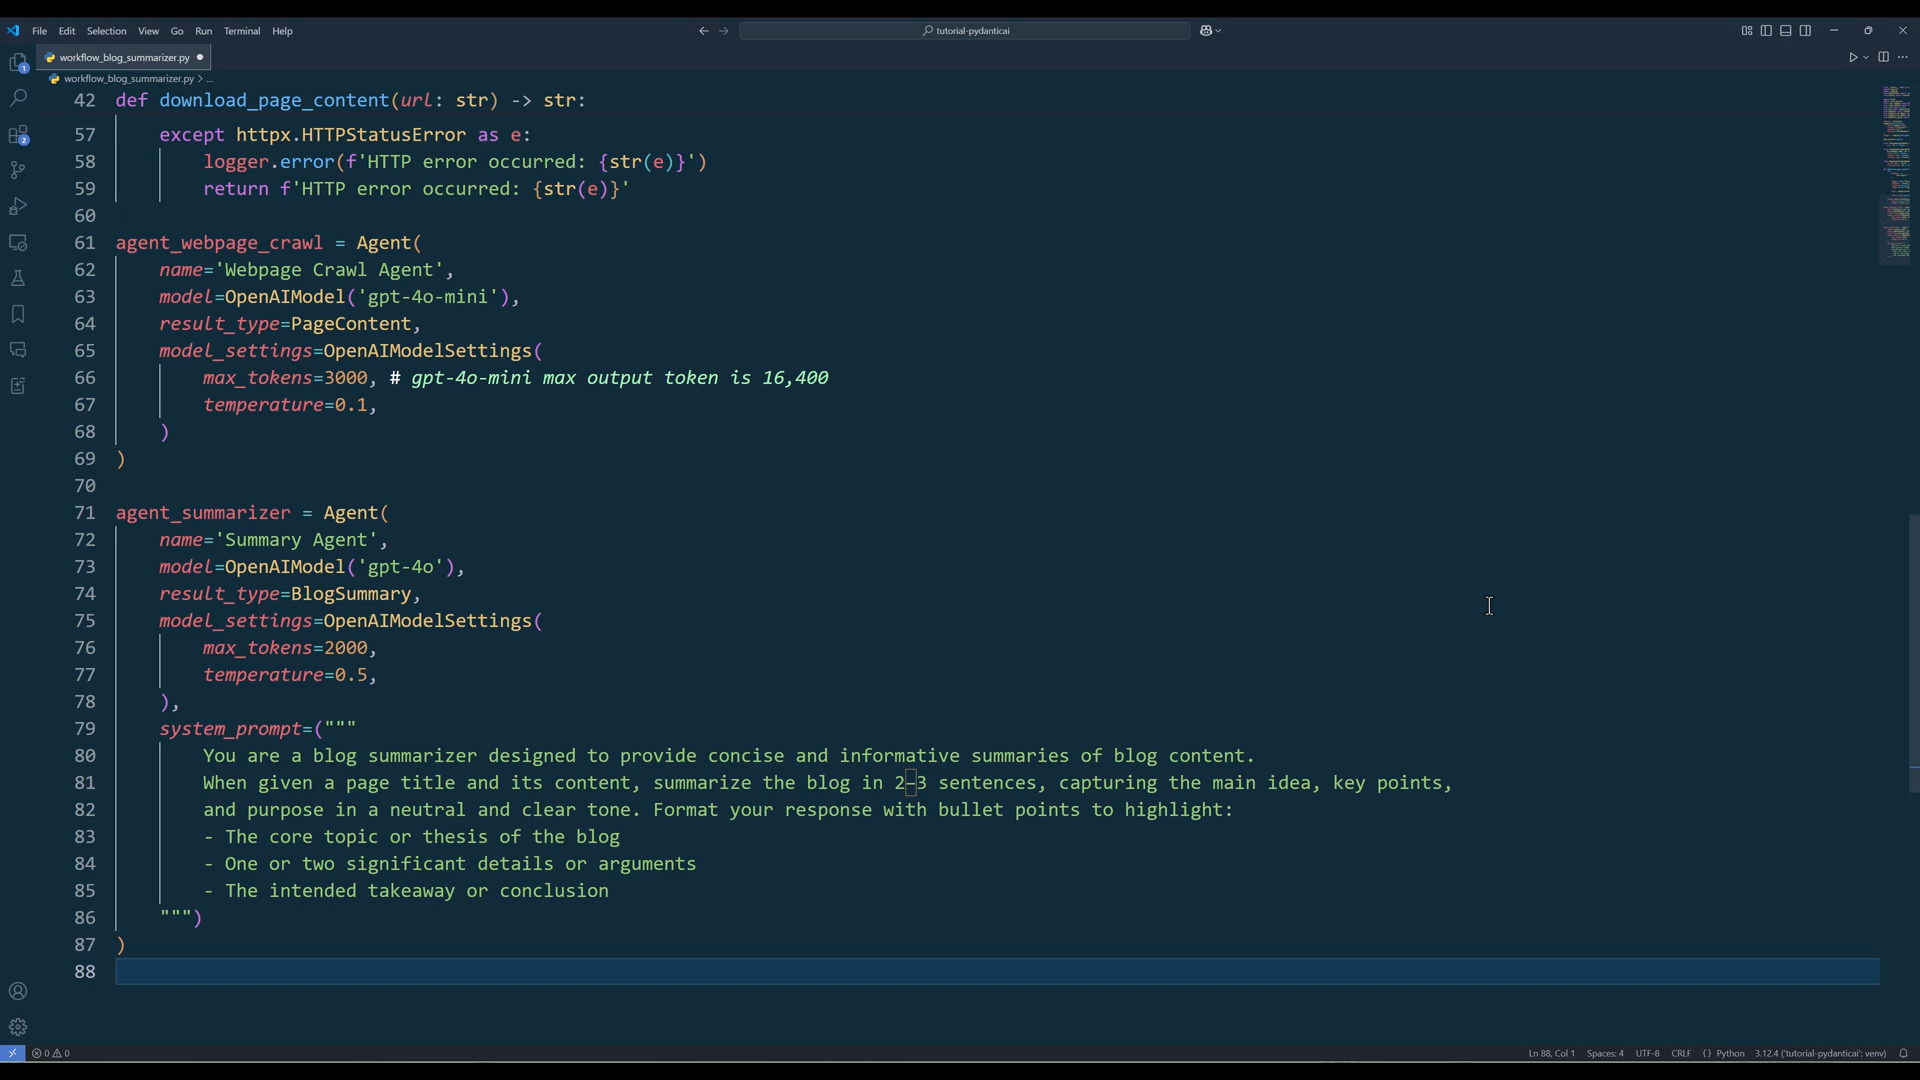 File Edit Selection View Go Run Terminal Help
tutorial-pydanticai
workflow_blog_summarizer.py
workflow_blog_summarizer.py > ...
42 def download_page_content(url: str) -> str:
57 except httpx.HTTPStatusError as e:
58 logger.error(f'HTTP error occurred: {str(e)}')
59 return f'HTTP error occurred: {str(e)}'
60
61 agent_webpage_crawl = Agent(
62 name='Webpage Crawl Agent',
63 model=OpenAIModel('gpt-4o-mini'),
64 result_type=PageContent,
65 model_settings=OpenAIModelSettings(
66 max_tokens=3000, # gpt-4o-mini max output token is 16,400
67 temperature=0.1,
68 )
69 )
70
71 agent_summarizer = Agent(
72 name='Summary Agent',
73 model=OpenAIModel('gpt-4o'),
74 result_type=BlogSummary,
75 model_settings=OpenAIModelSettings(
76 max_tokens=2000,
77 temperature=0.5,
78 ),
79 system_prompt=("""
80 You are a blog summarizer designed to provide concise and informative summaries of blog content.
81 When given a page title and its content, summarize the blog in 2–3 sentences, capturing the main idea, key points,
82 and purpose in a neutral and clear tone. Format your response with bullet points to highlight:
83 - The core topic or thesis of the blog
84 - One or two significant details or arguments
85 - The intended takeaway or conclusion
86 """)
87 )
88
0 0 Ln 88, Col 1 Spaces: 4 UTF-8 CRLF {} Python 3.12.4 ('tutorial-pydanticai': venv)